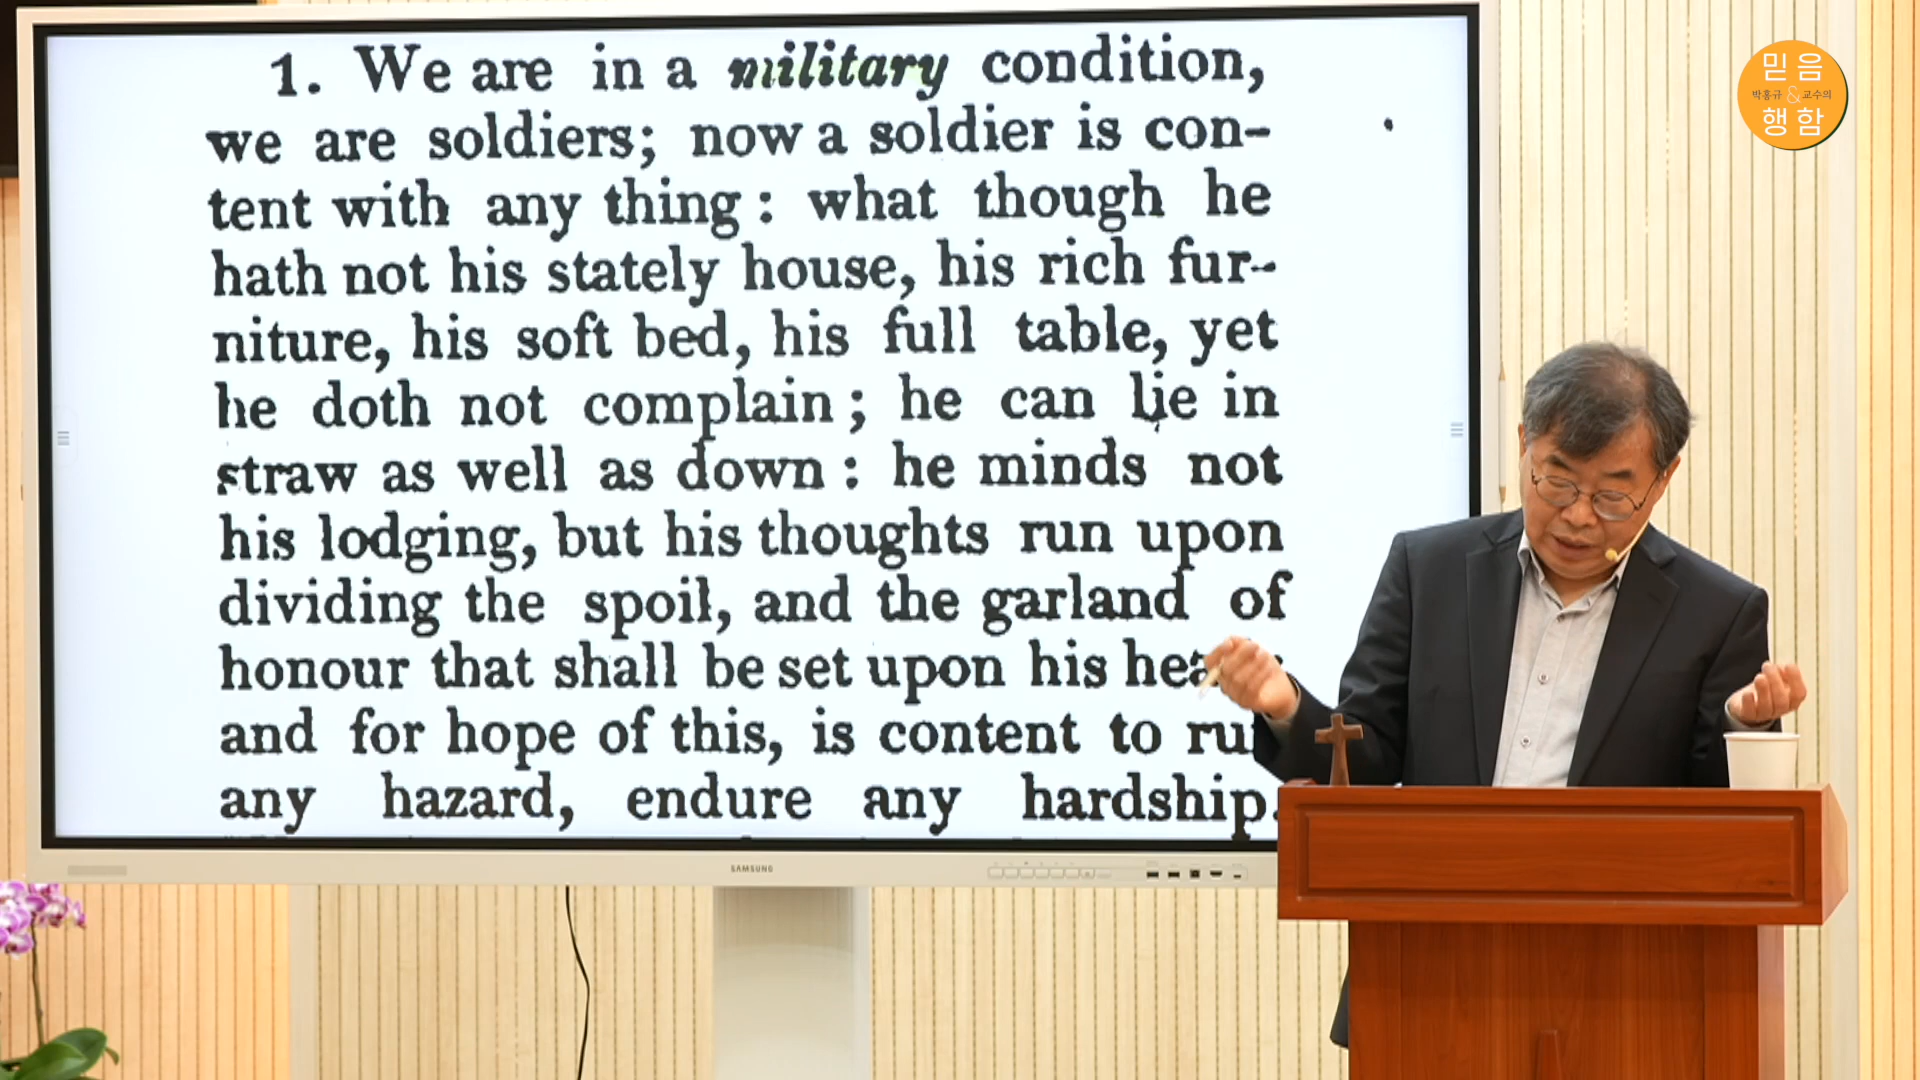 1. We are in a military condition,
we are soldiers; now a soldier is con-
tent with any thing: what though he
hath not his stately house, his rich fur-
niture, his soft bed, his full table, yet
he doth not complain; he can lie in
straw as well as down: he minds not
his lodging, but his thoughts run upon
dividing the spoil, and the garland of
honour that shall be set upon his
and for hope of this, is content to
any hazard, endure any hardship.
SAMSUNG
믿음
박홍규 & 교수의
행함